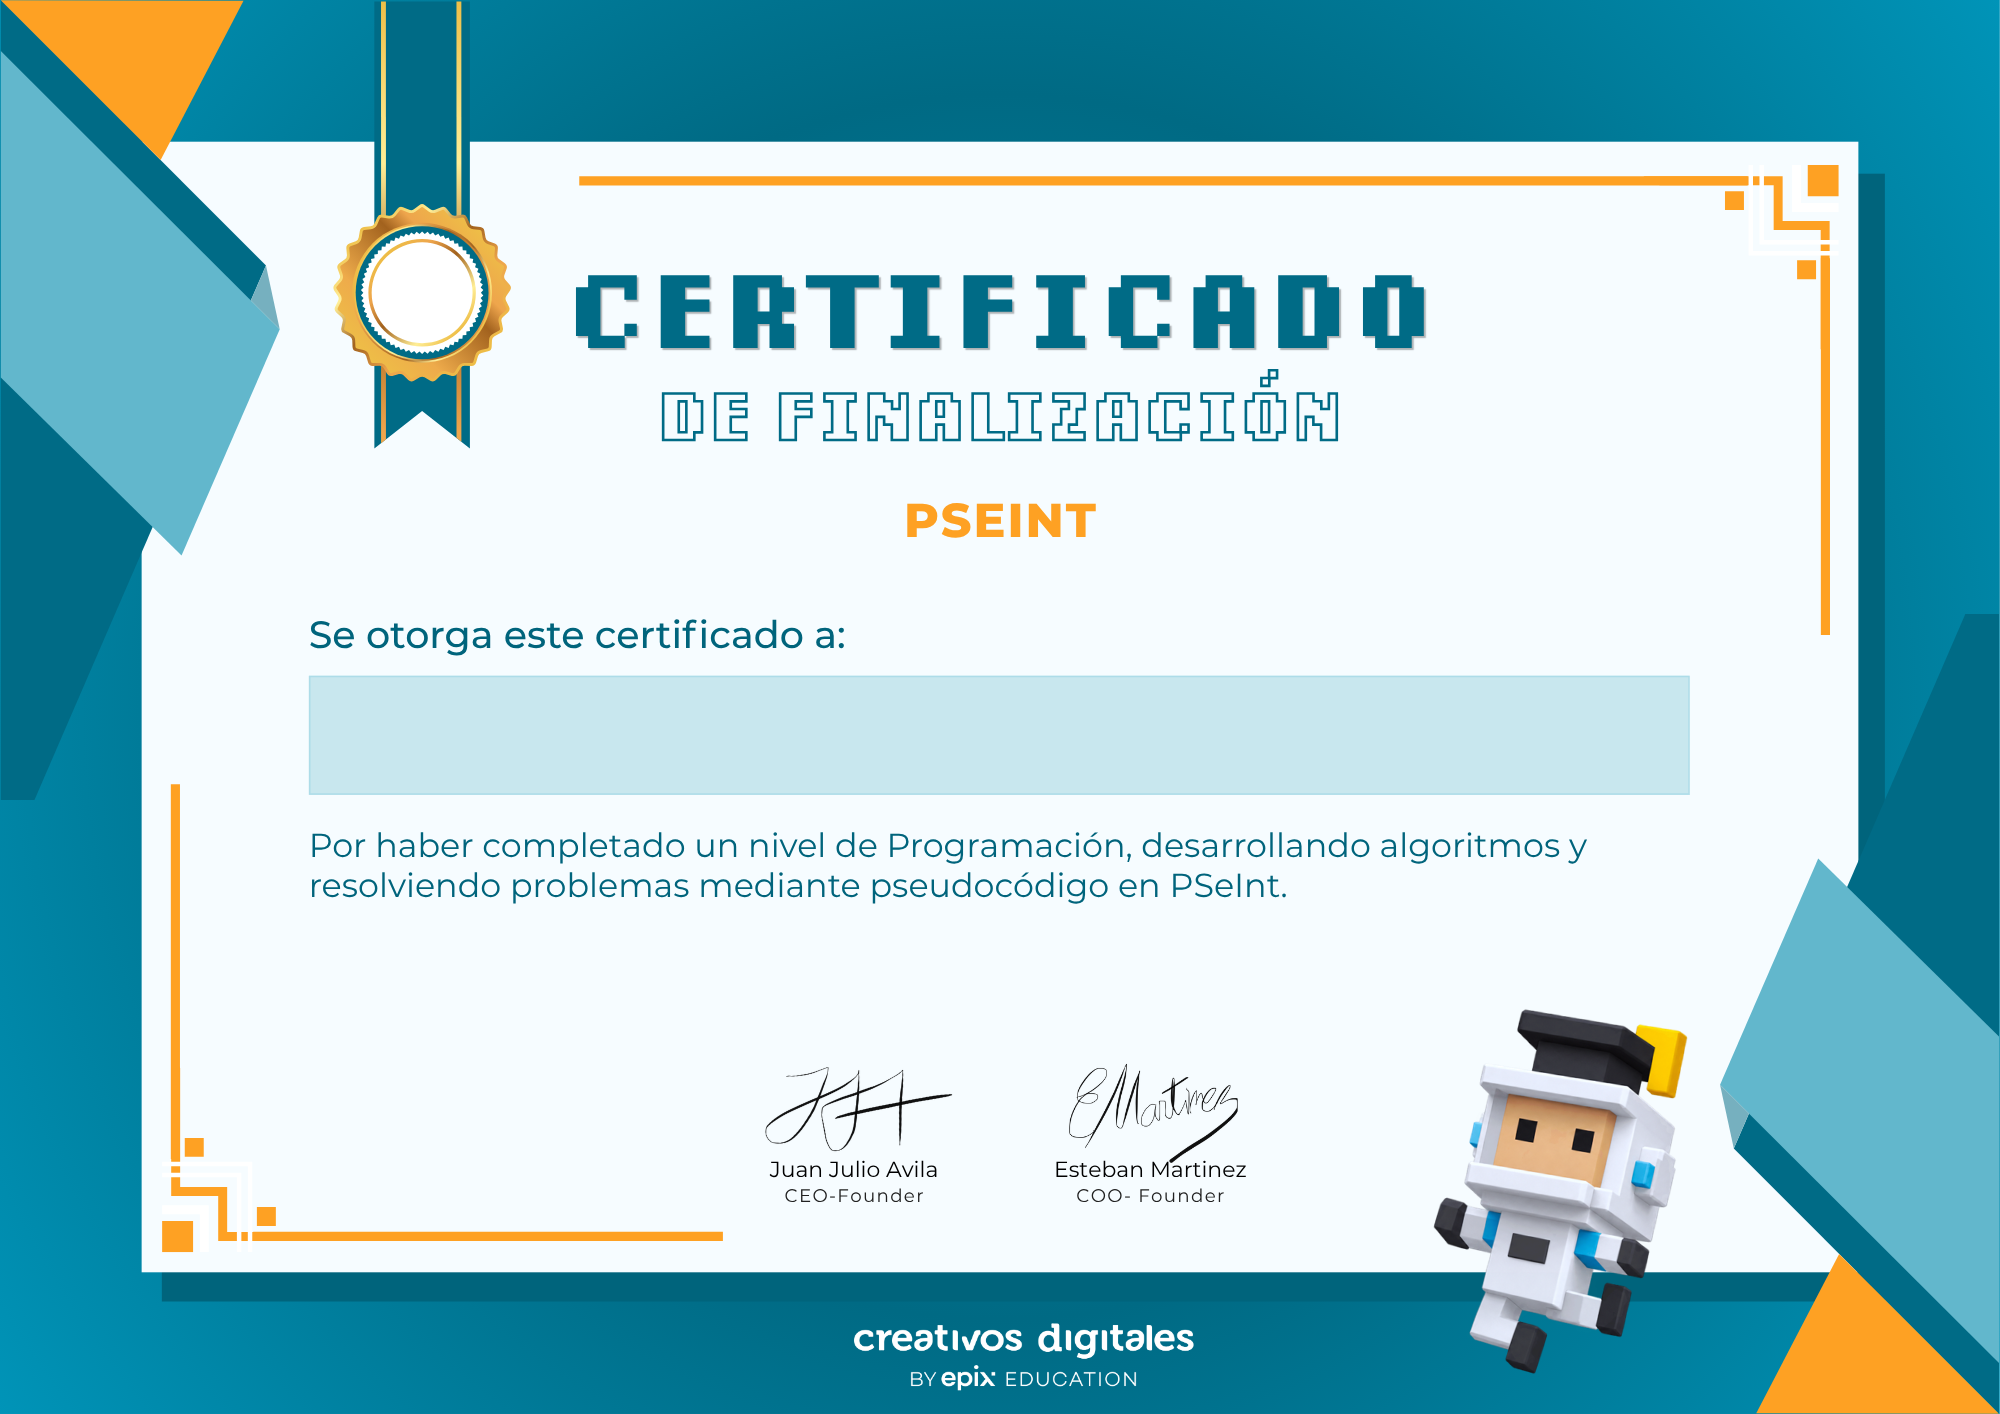 CERTIFICADO
DE FINALIZACIÓN
PSEINT
Se otorga este certificado a:
Por haber completado un nivel de Programación, desarrollando algoritmos y
resolviendo problemas mediante pseudocódigo en PSeInt.
E Martinez
Juan Julio Avila
Esteban Martinez
CEO-Founder
COO- Founder
creativos digitales
BY epix EDUCATION